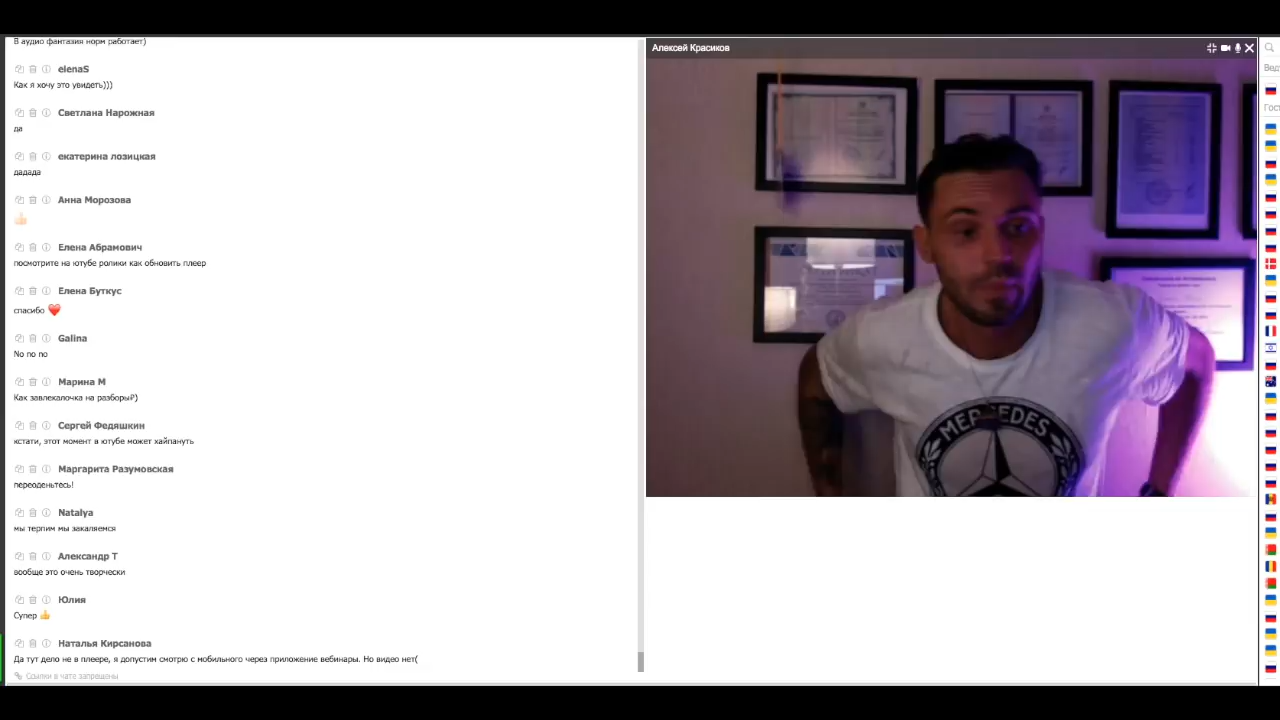 В аудио фантазия норм работает)
elenaS
Как я хочу это увидеть)))
Светлана Нарожная
да
екатерина лозицкая
дадада
Анна Морозова
Елена Абрамович
посмотрите на ютубе ролики как обновить плеер
Елена Буткус
спасибо ❤️
Galina
No no no
Марина М
Как завлекалочка на разборы₽)
Сергей Федяшкин
кстати, этот момент в ютубе может хайпануть
Маргарита Разумовская
переоденьтесь!
Natalya
мы терпим мы закаляемся
Александр Т
вообще это очень творчески
Юлия
Супер 👍
Наталья Кирсанова
Да тут дело не в плеере, я допустим смотрю с мобильного через приложение вебинары. Но видео нет(
Ссылки в чате запрещены
Алексей Красиков
MERCEDES
Вед
Гост